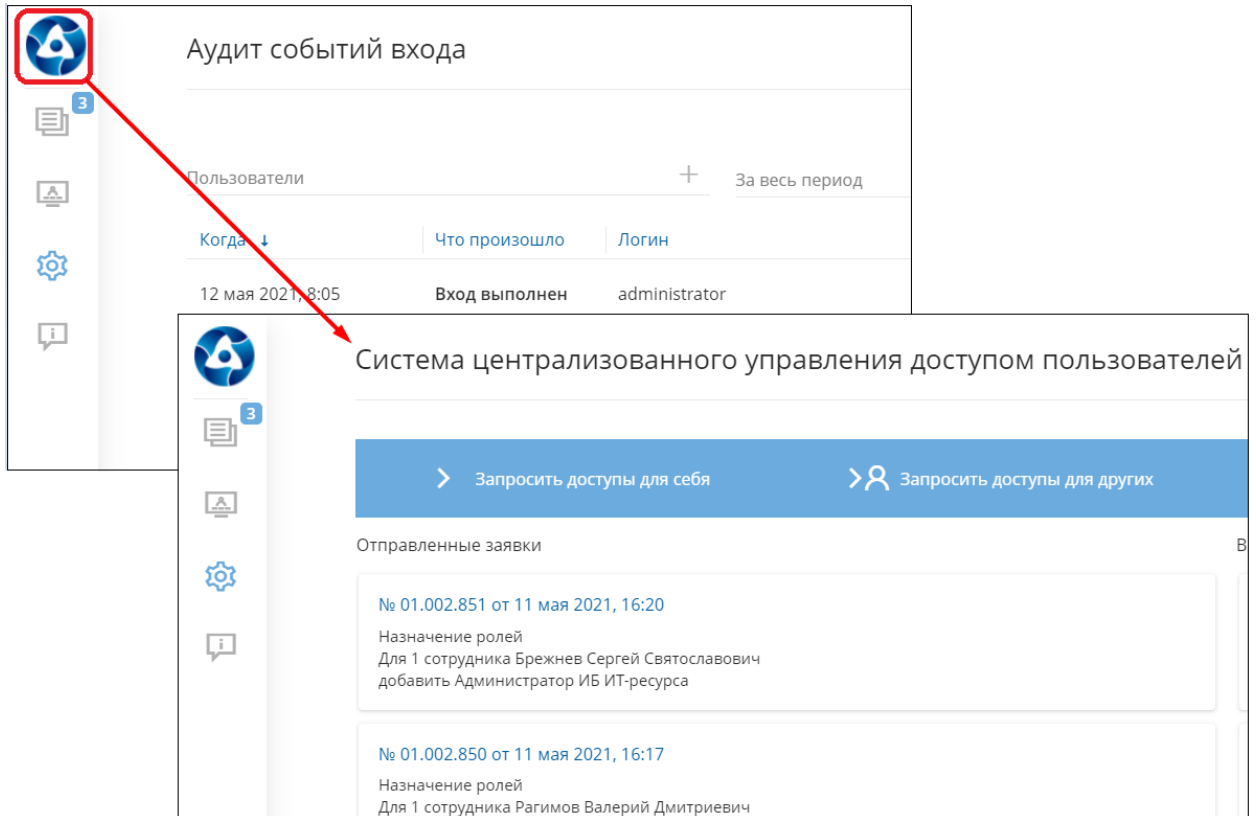 Аудит событий входа
3
Пользователи
За весь период
Когда ↓ Что произошло Логин
12 мая 2021, 8:05 Вход выполнен administrator
Система централизованного управления доступом пользователей
3
Запросить доступы для себя Запросить доступы для других
Отправленные заявки
В
№ 01.002.851 от 11 мая 2021, 16:20
Назначение ролей
Для 1 сотрудника Брежнев Сергей Святославович
добавить Администратор ИБ ИТ-ресурса
№ 01.002.850 от 11 мая 2021, 16:17
Назначение ролей
Для 1 сотрудника Рагимов Валерий Дмитриевич